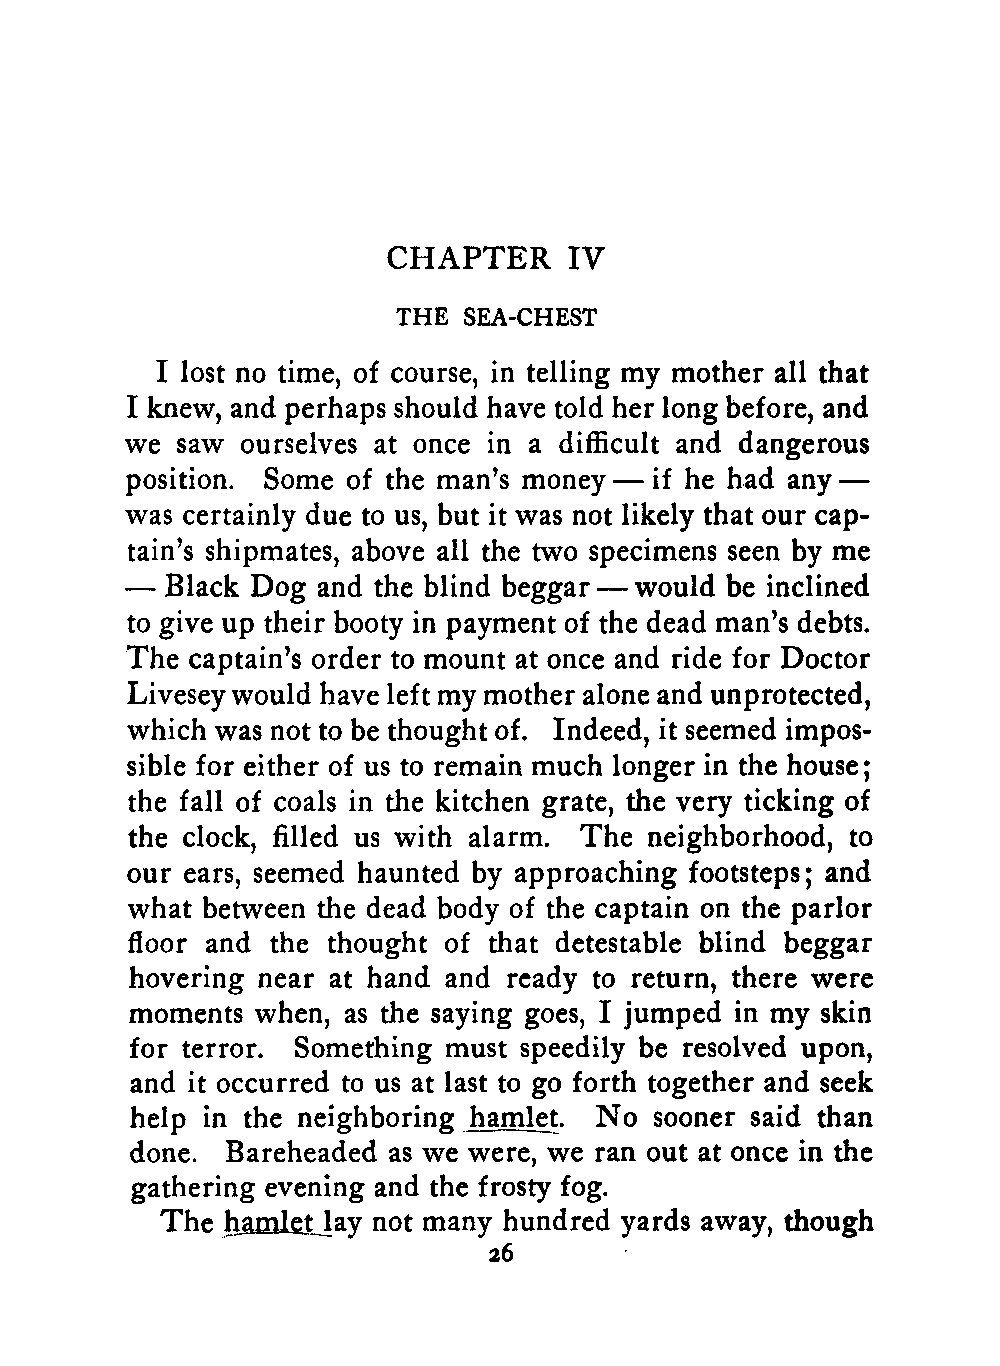 CHAPTER IV
THE SEA-CHEST
I lost no time, of course, in telling my mother all that
I knew, and perhaps should have told her long before, and
we saw ourselves at once in a difficult and dangerous
position. Some of the man's money — if he had any —
was certainly due to us, but it was not likely that our cap-
tain's shipmates, above all the two specimens seen by me
— Black Dog and the blind beggar — would be inclined
to give up their booty in payment of the dead man's debts.
The captain's order to mount at once and ride for Doctor
Livesey would have left my mother alone and unprotected,
which was not to be thought of. Indeed, it seemed impos-
sible for either of us to remain much longer in the house;
the fall of coals in the kitchen grate, the very ticking of
the clock, filled us with alarm. The neighborhood, to
our ears, seemed haunted by approaching footsteps; and
what between the dead body of the captain on the parlor
floor and the thought of that detestable blind beggar
hovering near at hand and ready to return, there were
moments when, as the saying goes, I jumped in my skin
for terror. Something must speedily be resolved upon,
and it occurred to us at last to go forth together and seek
help in the neighboring hamlet. No sooner said than
done. Bareheaded as we were, we ran out at once in the
gathering evening and the frosty fog.
The hamlet lay not many hundred yards away, though
26